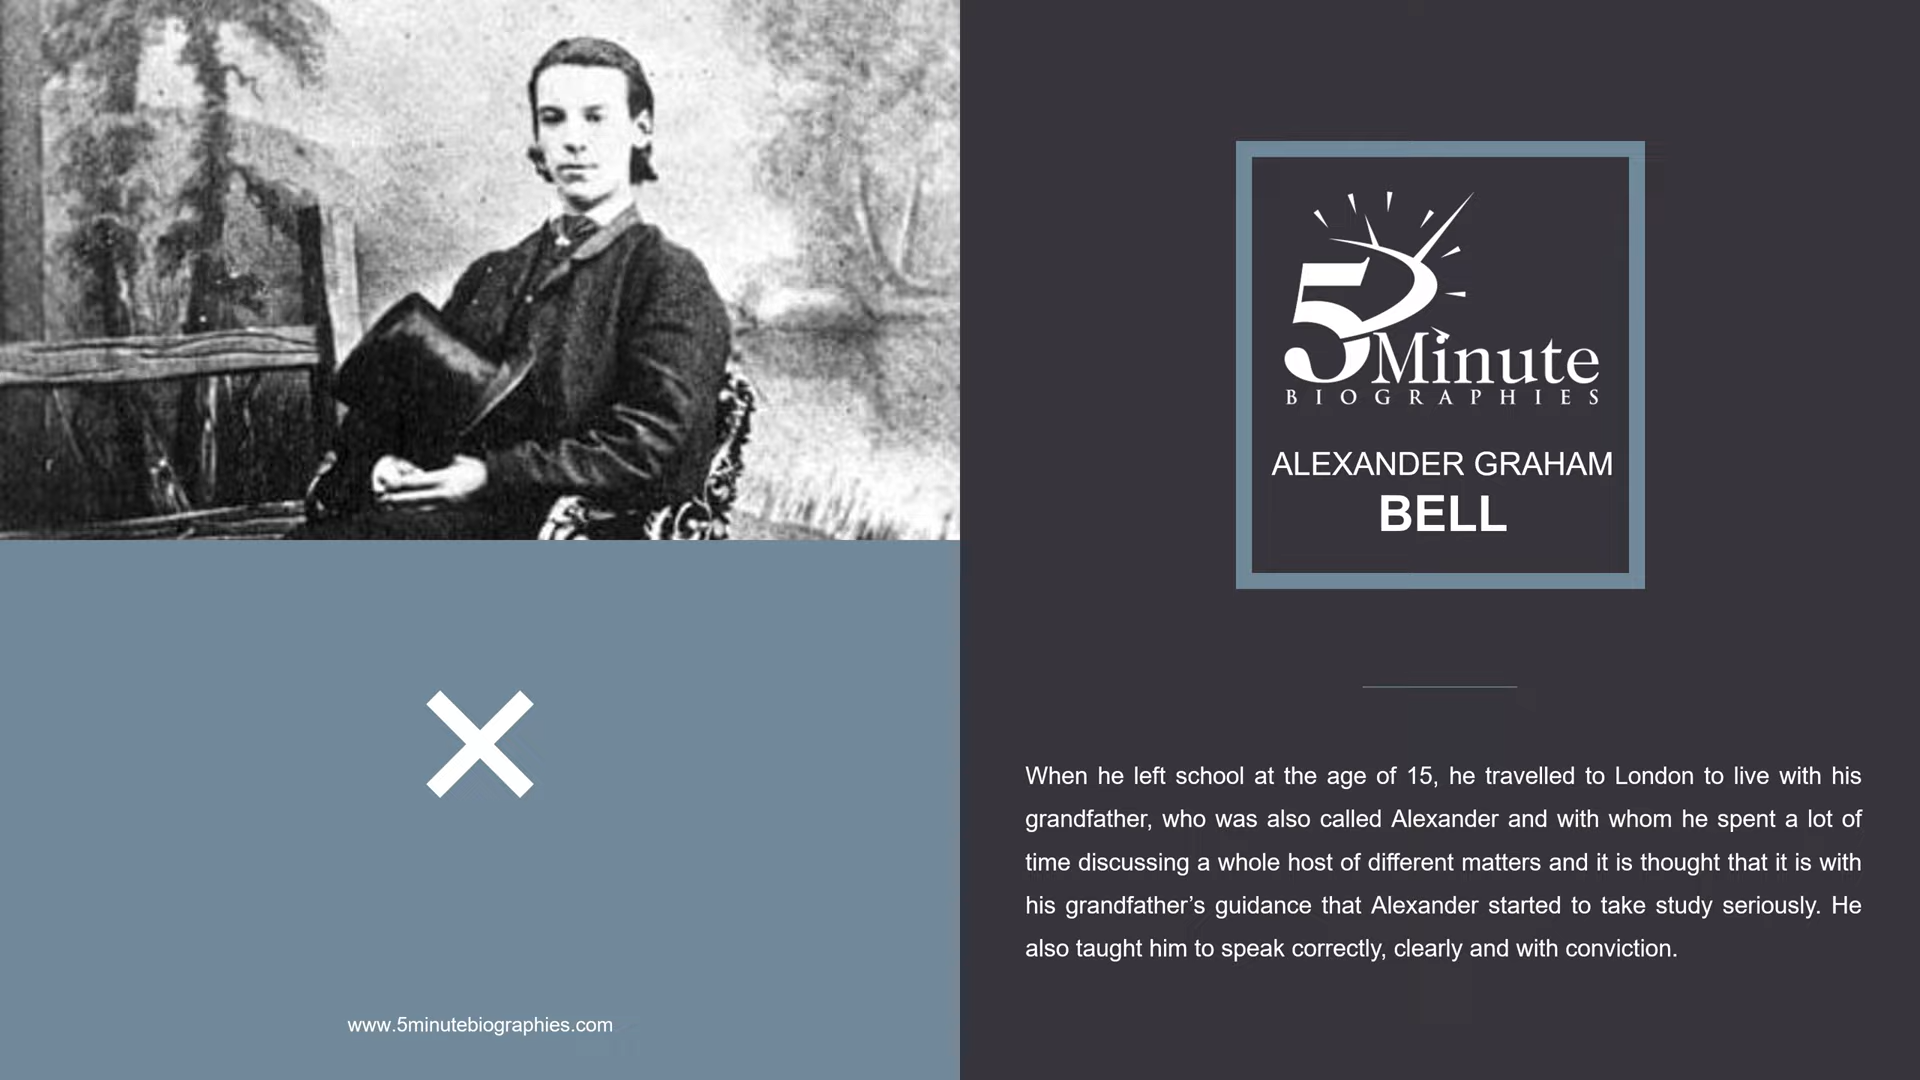 5 Minute
BIOGRAPHIES
ALEXANDER GRAHAM
BELL
When he left school at the age of 15, he travelled to London to live with his
grandfather, who was also called Alexander and with whom he spent a lot of
time discussing a whole host of different matters and it is thought that it is with
his grandfather’s guidance that Alexander started to take study seriously. He
also taught him to speak correctly, clearly and with conviction.
www.5minutebiographies.com